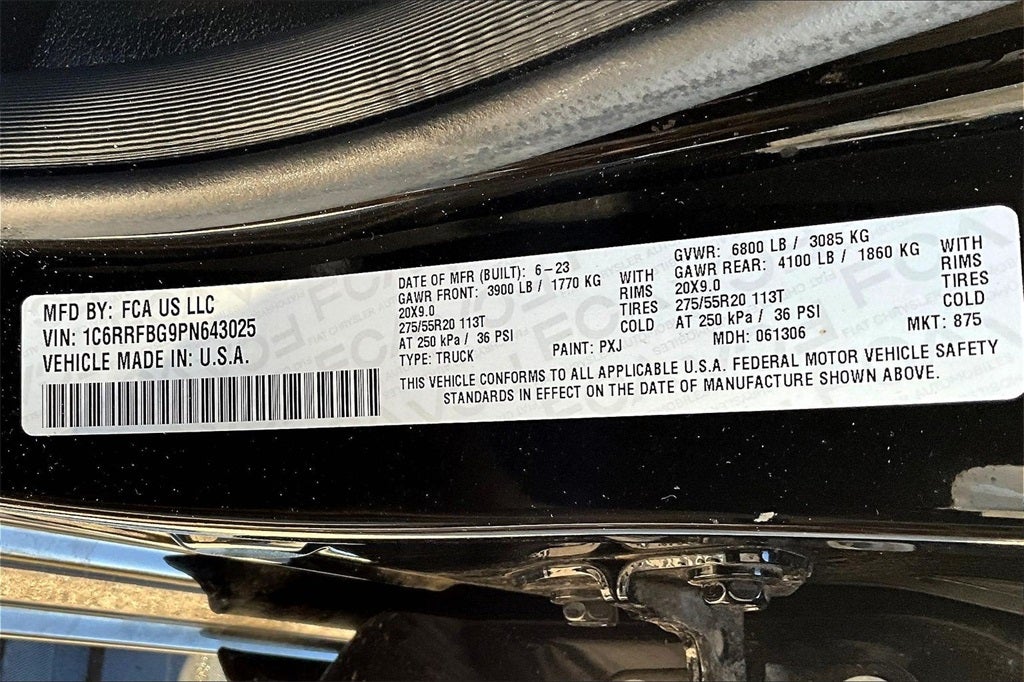 MFD BY: FCA US LLC
VIN: 1C6RRFBG9PN643025
VEHICLE MADE IN: U.S.A.
DATE OF MFR (BUILT): 6-23
GAWR FRONT: 3900 LB / 1770 KG WITH
20X9.0 RIMS
275/55R20 113T TIRES
AT 250 kPa / 36 PSI COLD
TYPE: TRUCK
PAINT: PXJ
GVWR: 6800 LB / 3085 KG
GAWR REAR: 4100 LB / 1860 KG WITH
20X9.0 RIMS
275/55R20 113T TIRES
AT 250 kPa / 36 PSI COLD
MDH: 061306
MKT: 875
THIS VEHICLE CONFORMS TO ALL APPLICABLE U.S.A. FEDERAL MOTOR VEHICLE SAFETY
STANDARDS IN EFFECT ON THE DATE OF MANUFACTURE SHOWN ABOVE.